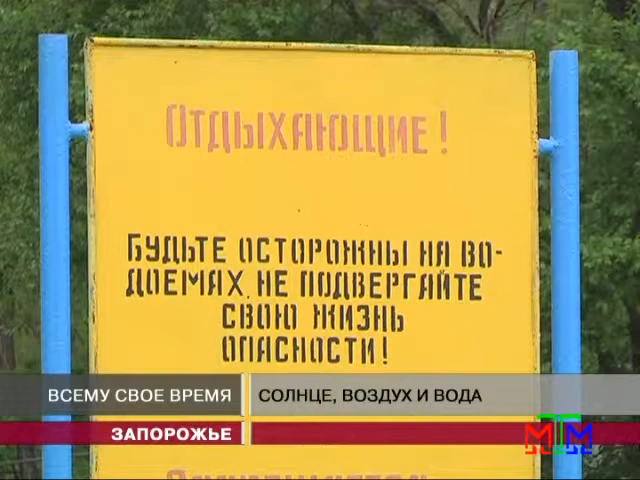 ОТДЫХАЮЩИЕ!
БУДЬТЕ ОСТОРОЖНЫ НА ВО-
ДОЕМАХ, НЕ ПОДВЕРГАЙТЕ
СВОЮ ЖИЗНЬ
ОПАСНОСТИ!
ВСЕМУ СВОЕ ВРЕМЯ
СОЛНЦЕ, ВОЗДУХ И ВОДА
ЗАПОРОЖЬЕ
МТМ